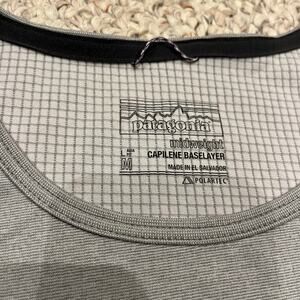 patagonia
midweight
CAPILENE BASELAYER
M
MADE IN EL SALVADOR
POLARTEC